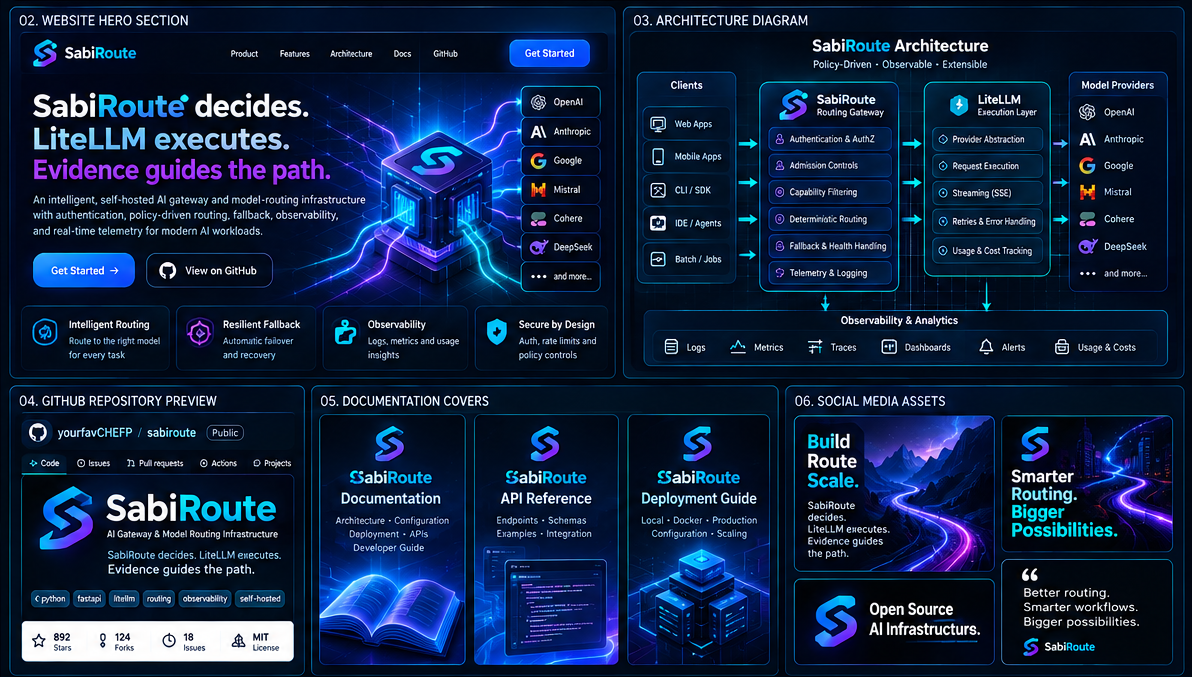 02. WEBSITE HERO SECTION
SabiRoute
Product
Features
Architecture
Docs
GitHub
Get Started
SabiRoute decides.
LiteLLM executes.
Evidence guides the path.
An intelligent, self-hosted AI gateway and model-routing infrastructure
with authentication, policy-driven routing, fallback, observability,
and real-time telemetry for modern AI workloads.
Get Started →
View on GitHub
OpenAI
Anthropic
Google
Mistral
Cohere
DeepSeek
and more...
Intelligent Routing
Route to the right model
for every task
Resilient Fallback
Automatic failover
and recovery
Observability
Logs, metrics and usage
insights
Secure by Design
Auth, rate limits and
policy controls
03. ARCHITECTURE DIAGRAM
SabiRoute Architecture
Policy-Driven • Observable • Extensible
Clients
Web Apps
Mobile Apps
CLI / SDK
IDE / Agents
Batch / Jobs
SabiRoute
Routing Gateway
Authentication & AuthZ
Admission Controls
Capability Filtering
Deterministic Routing
Fallback & Health Handling
Telemetry & Logging
LiteLLM
Execution Layer
Provider Abstraction
Request Execution
Streaming (SSE)
Retries & Error Handling
Usage & Cost Tracking
Model Providers
OpenAI
Anthropic
Google
Mistral
Cohere
DeepSeek
and more...
Observability & Analytics
Logs
Metrics
Traces
Dashboards
Alerts
Usage & Costs
04. GITHUB REPOSITORY PREVIEW
yourfavCHEFP / sabiroute
Public
Code
Issues
Pull requests
Actions
Projects
SabiRoute
AI Gateway & Model Routing Infrastructure
SabiRoute decides. LiteLLM executes.
Evidence guides the path.
python
fastapi
litellm
routing
observability
self-hosted
892
Stars
124
Forks
18
Issues
MIT
License
05. DOCUMENTATION COVERS
SabiRoute
Documentation
Architecture • Configuration
Deployment • APIs
Developer Guide
SabiRoute
API Reference
Endpoints • Schemas
Examples • Integration
SabiRoute
Deployment Guide
Local • Docker • Production
Configuration • Scaling
06. SOCIAL MEDIA ASSETS
Build
Route
Scale.
SabiRoute
decides.
LiteLLM executes.
Evidence guides
the path.
Smarter
Routing.
Bigger
Possibilities.
Open Source
AI Infrastructurs.
“
Better routing.
Smarter workflows.
Bigger possibilities.
SabiRoute